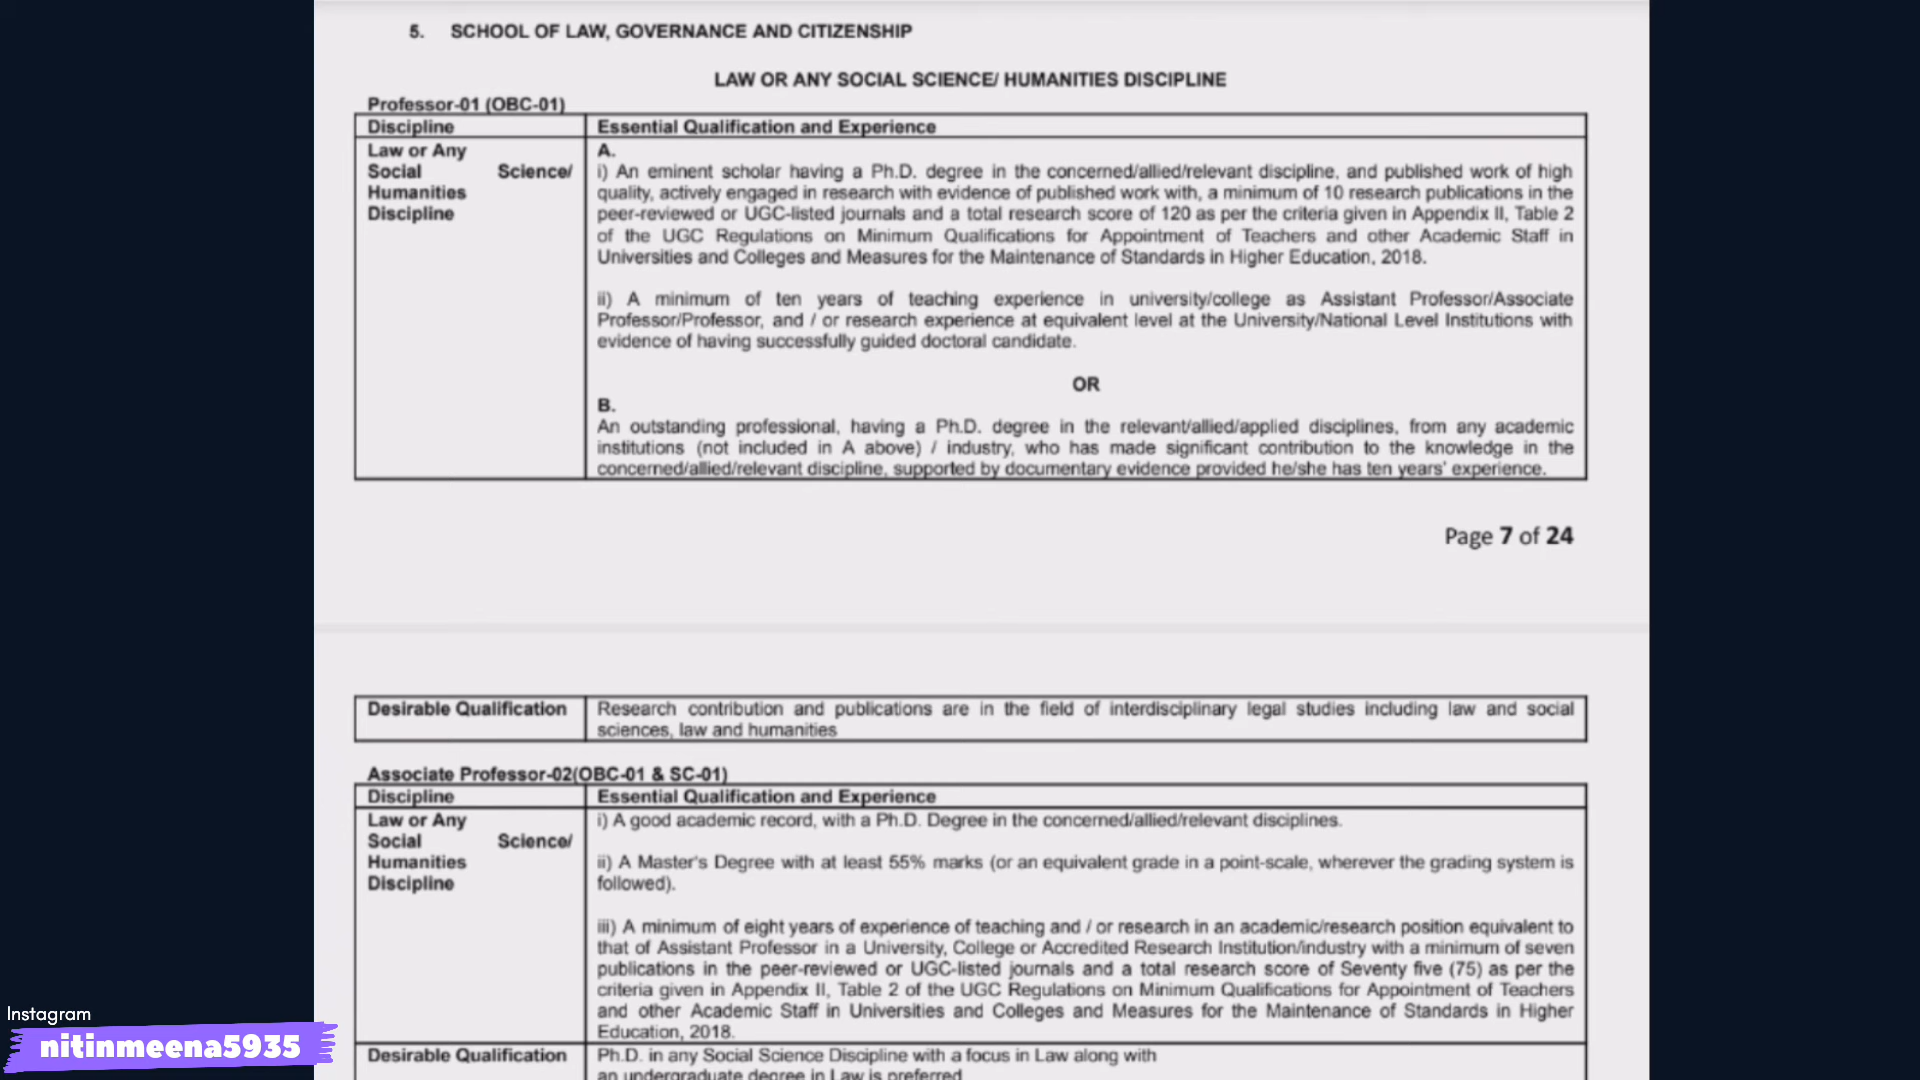 5. SCHOOL OF LAW, GOVERNANCE AND CITIZENSHIP
LAW OR ANY SOCIAL SCIENCE/ HUMANITIES DISCIPLINE
Professor-01 (OBC-01)
Discipline
Essential Qualification and Experience
Law or Any
Social Science/
Humanities
Discipline
A.
i) An eminent scholar having a Ph.D. degree in the concerned/allied/relevant discipline, and published work of high
quality, actively engaged in research with evidence of published work with, a minimum of 10 research publications in the
peer-reviewed or UGC-listed journals and a total research score of 120 as per the criteria given in Appendix II, Table 2
of the UGC Regulations on Minimum Qualifications for Appointment of Teachers and other Academic Staff in
Universities and Colleges and Measures for the Maintenance of Standards in Higher Education, 2018.
ii) A minimum of ten years of teaching experience in university/college as Assistant Professor/Associate
Professor/Professor, and / or research experience at equivalent level at the University/National Level Institutions with
evidence of having successfully guided doctoral candidate.
OR
B.
An outstanding professional, having a Ph.D. degree in the relevant/allied/applied disciplines, from any academic
institutions (not included in A above) / industry, who has made significant contribution to the knowledge in the
concerned/allied/relevant discipline, supported by documentary evidence provided he/she has ten years' experience.
Page 7 of 24
Desirable Qualification
Research contribution and publications are in the field of interdisciplinary legal studies including law and social
sciences, law and humanities
Associate Professor-02(OBC-01 & SC-01)
Discipline
Essential Qualification and Experience
Law or Any
Social Science/
Humanities
Discipline
i) A good academic record, with a Ph.D. Degree in the concerned/allied/relevant disciplines.
ii) A Master's Degree with at least 55% marks (or an equivalent grade in a point-scale, wherever the grading system is
followed).
iii) A minimum of eight years of experience of teaching and / or research in an academic/research position equivalent to
that of Assistant Professor in a University, College or Accredited Research Institution/industry with a minimum of seven
publications in the peer-reviewed or UGC-listed journals and a total research score of Seventy five (75) as per the
criteria given in Appendix II, Table 2 of the UGC Regulations on Minimum Qualifications for Appointment of Teachers
and other Academic Staff in Universities and Colleges and Measures for the Maintenance of Standards in Higher
Education, 2018.
Desirable Qualification
Ph.D. in any Social Science Discipline with a focus in Law along with
an undergraduate degree in Law is preferred
Instagram
nitinmeena5935